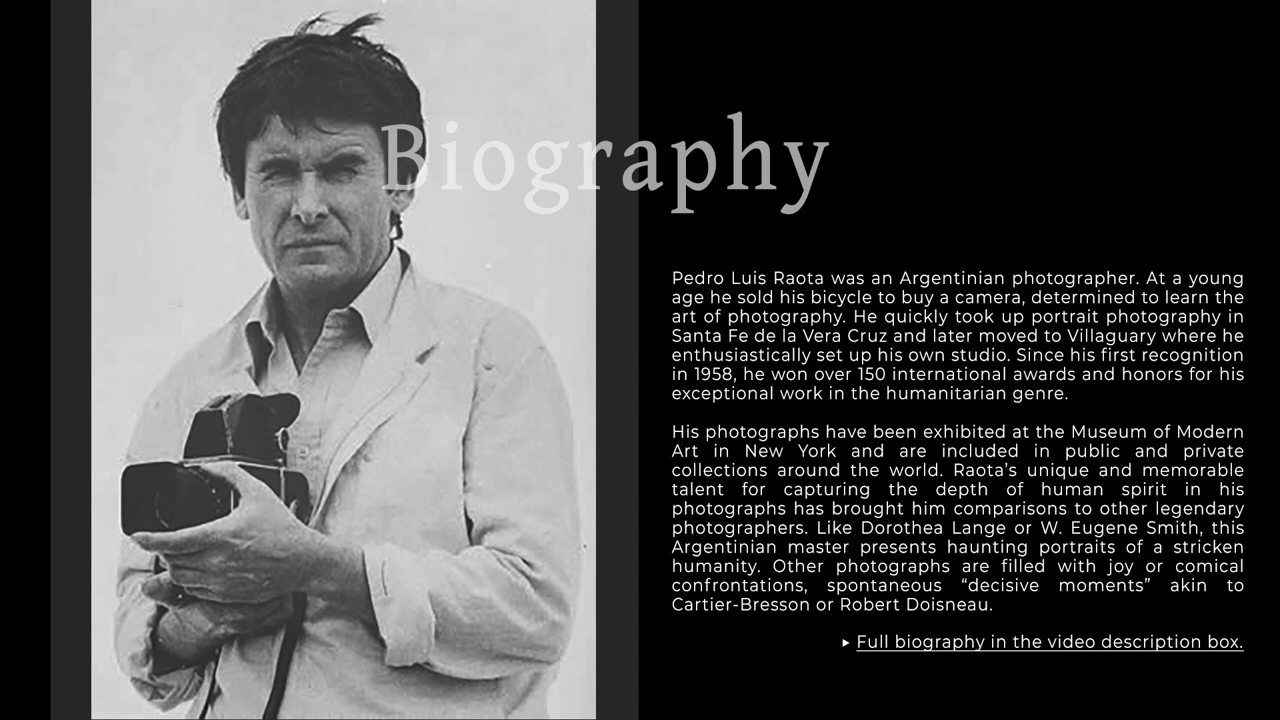 Biography
Pedro Luis Raota was an Argentinian photographer. At a young
age he sold his bicycle to buy a camera, determined to learn the
art of photography. He quickly took up portrait photography in
Santa Fe de la Vera Cruz and later moved to Villaguary where he
enthusiastically set up his own studio. Since his first recognition
in 1958, he won over 150 international awards and honors for his
exceptional work in the humanitarian genre.
His photographs have been exhibited at the Museum of Modern
Art in New York and are included in public and private
collections around the world. Raota’s unique and memorable
talent for capturing the depth of human spirit in his
photographs has brought him comparisons to other legendary
photographers. Like Dorothea Lange or W. Eugene Smith, this
Argentinian master presents haunting portraits of a stricken
humanity. Other photographs are filled with joy or comical
confrontations, spontaneous “decisive moments” akin to
Cartier-Bresson or Robert Doisneau.
▸ Full biography in the video description box.